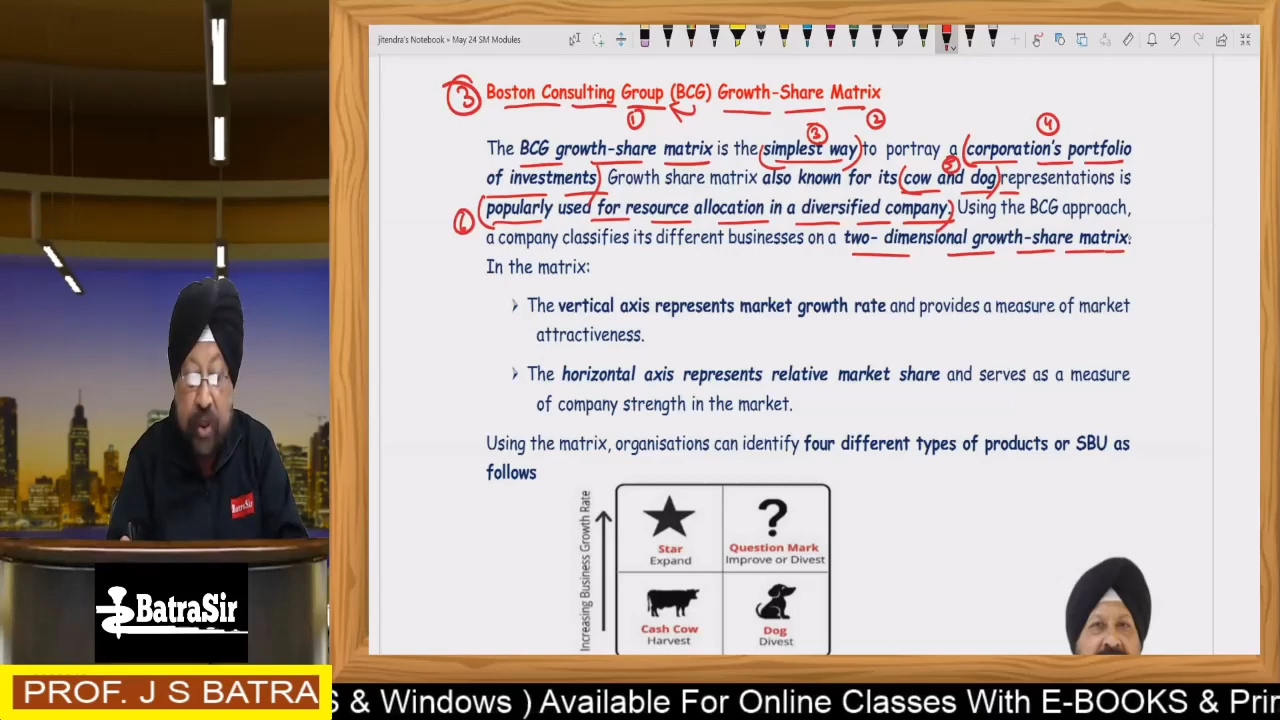 jitendra's Notebook » May 24 SM Modules
③ Boston Consulting Group (BCG) Growth-Share Matrix
① ②
③ ④
The BCG growth-share matrix is the simplest way to portray a corporation's portfolio
⑤
of investments. Growth share matrix also known for its cow and dog representations is
⑥ popularly used for resource allocation in a diversified company. Using the BCG approach,
a company classifies its different businesses on a two- dimensional growth-share matrix.
In the matrix:
➢ The vertical axis represents market growth rate and provides a measure of market
attractiveness.
➢ The horizontal axis represents relative market share and serves as a measure
of company strength in the market.
Using the matrix, organisations can identify four different types of products or SBU as
follows
Increasing Business Growth Rate
Star
Expand
?
Question Mark
Improve or Divest
Cash Cow
Harvest
Dog
Divest
BatraSir
BatraSir
PROF. J S BATRA
S & Windows ) Available For Online Classes With E-BOOKS & Prin